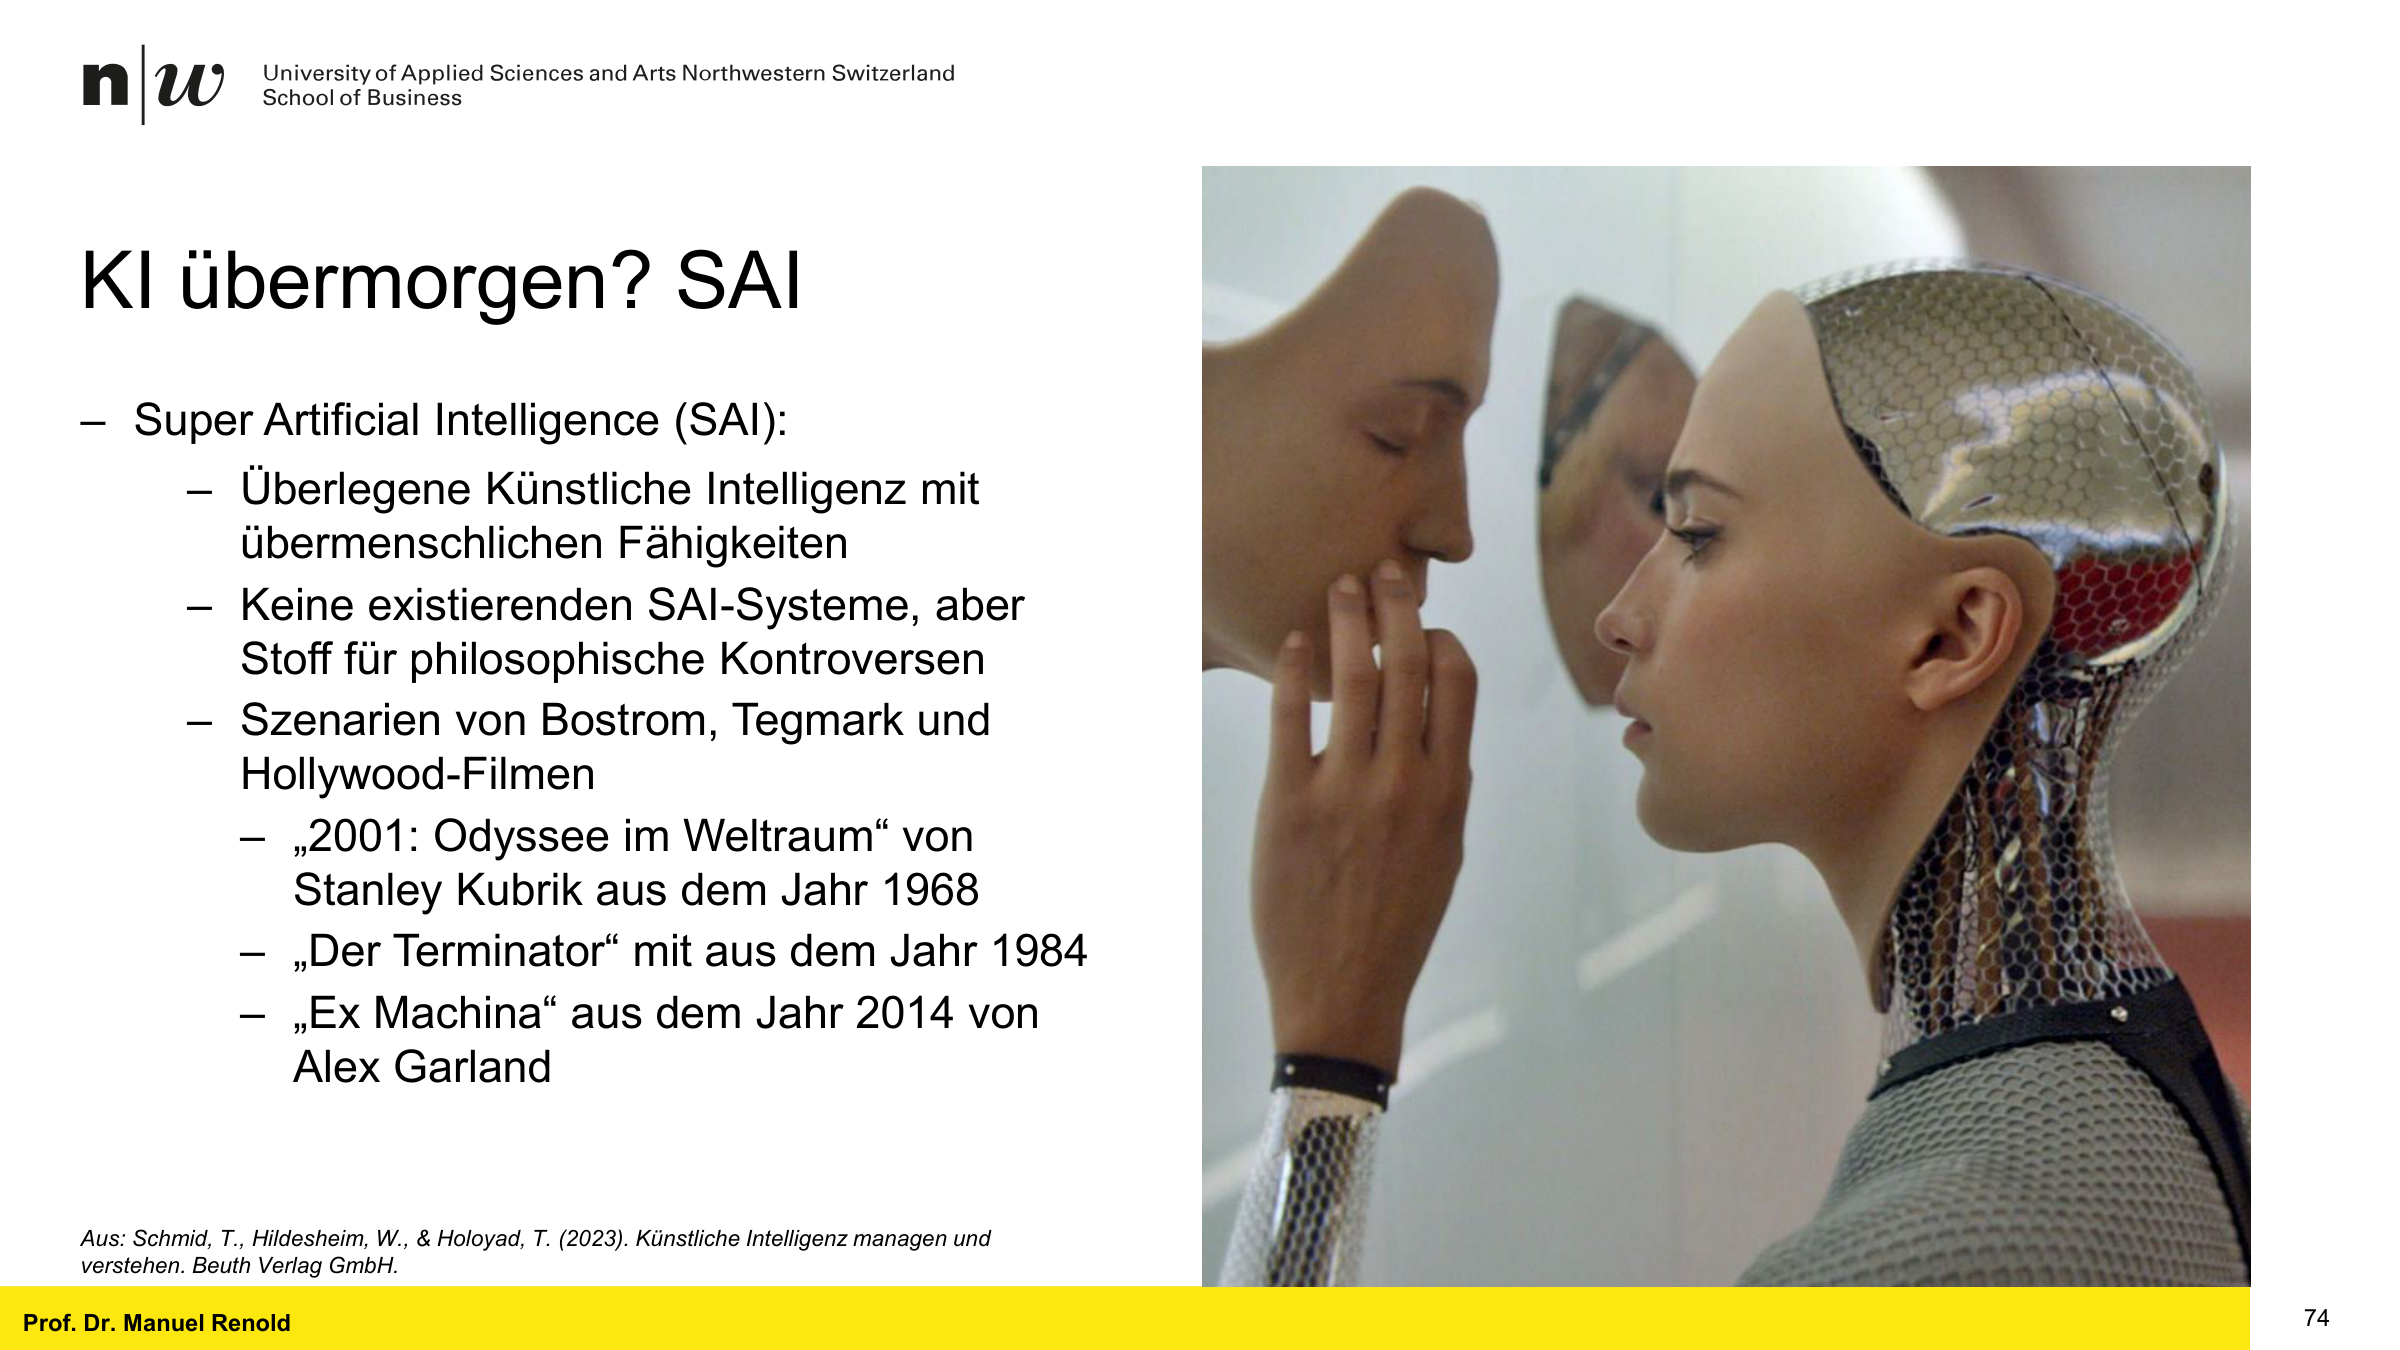 n|w
University of Applied Sciences and Arts Northwestern Switzerland
School of Business
KI übermorgen? SAI
– Super Artificial Intelligence (SAI):
– Überlegene Künstliche Intelligenz mit
übermenschlichen Fähigkeiten
– Keine existierenden SAI-Systeme, aber
Stoff für philosophische Kontroversen
– Szenarien von Bostrom, Tegmark und
Hollywood-Filmen
– „2001: Odyssee im Weltraum“ von
Stanley Kubrik aus dem Jahr 1968
– „Der Terminator“ mit aus dem Jahr 1984
– „Ex Machina“ aus dem Jahr 2014 von
Alex Garland
Aus: Schmid, T., Hildesheim, W., & Holoyad, T. (2023). Künstliche Intelligenz managen und
verstehen. Beuth Verlag GmbH.
Prof. Dr. Manuel Renold
74